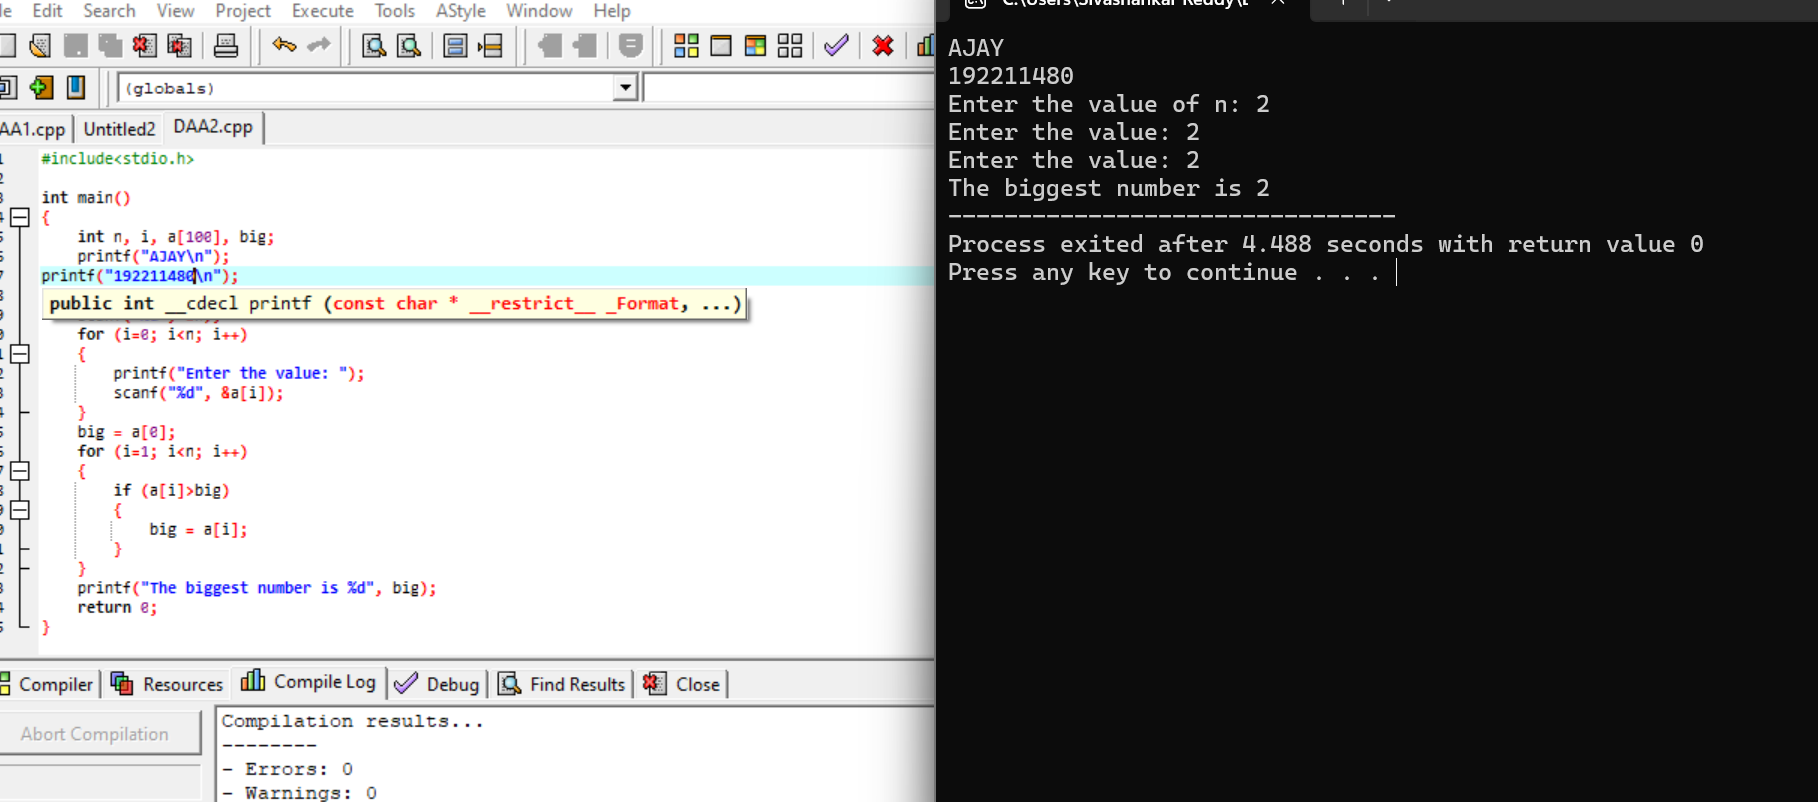 Edit Search View Project Execute Tools AStyle Window Help
(globals)
AA1.cpp Untitled2 DAA2.cpp
#include<stdio.h>
int main()
{
int n, i, a[100], big;
printf("AJAY\n");
printf("192211480\n");
public int __cdecl printf (const char * __restrict__ _Format, ...)
for (i=0; i<n; i++)
{
printf("Enter the value: ");
scanf("%d", &a[i]);
}
big = a[0];
for (i=1; i<n; i++)
{
if (a[i]>big)
{
big = a[i];
}
}
printf("The biggest number is %d", big);
return 0;
}
Compiler Resources Compile Log Debug Find Results Close
Abort Compilation
Compilation results...
--------
- Errors: 0
- Warnings: 0
C:\Users\Sivashankar Reddy\
AJAY
192211480
Enter the value of n: 2
Enter the value: 2
Enter the value: 2
The biggest number is 2
--------------------------------
Process exited after 4.488 seconds with return value 0
Press any key to continue . . .